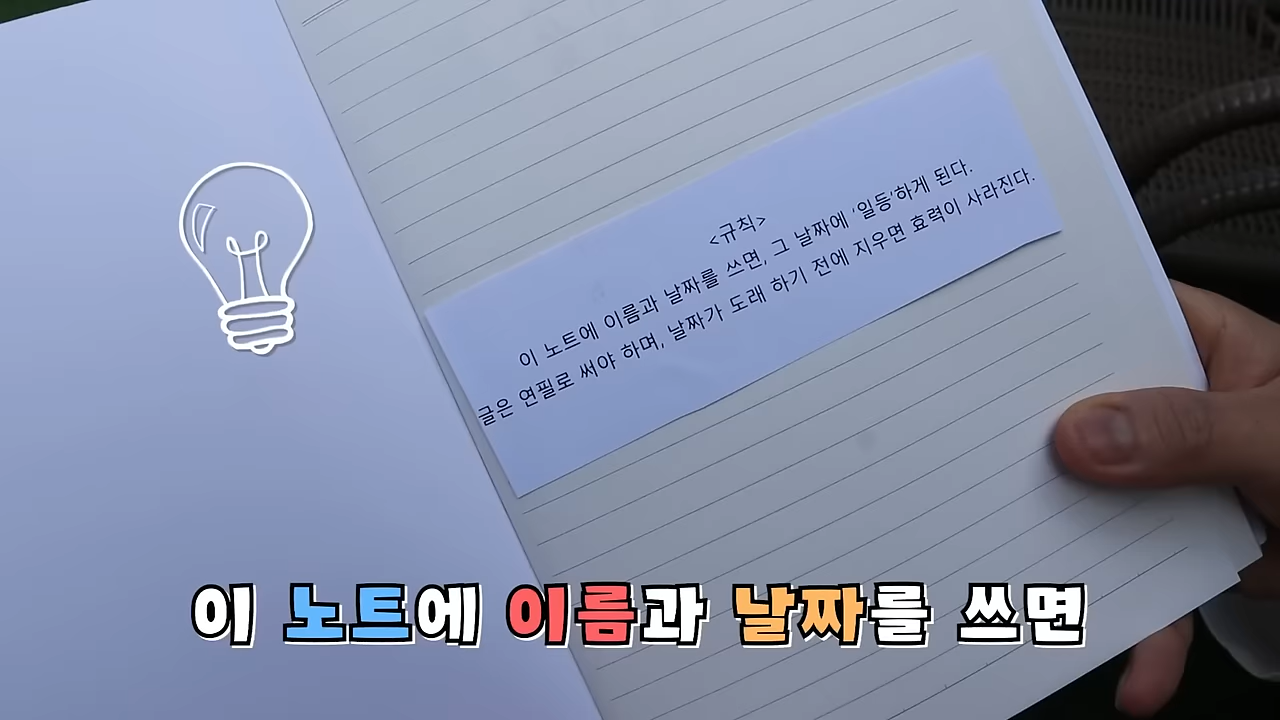 <규칙>
이 노트에 이름과 날짜를 쓰면, 그 날짜에 '일등'하게 된다.
글은 연필로 써야 하며, 날짜가 도래 하기 전에 지우면 효력이 사라진다.
이 노트에 이름과 날짜를 쓰면